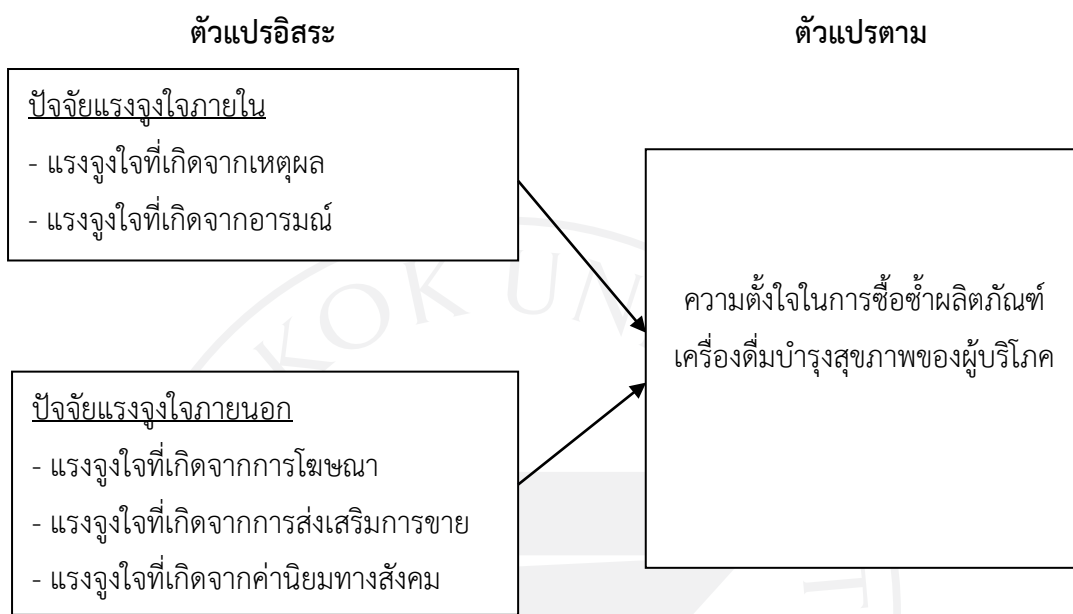 ตัวแปรอิสระ
ตัวแปรตาม
ปัจจัยแรงจูงใจภายใน
- แรงจูงใจที่เกิดจากเหตุผล
- แรงจูงใจที่เกิดจากอารมณ์
ความตั้งใจในการซื้อซ้ำผลิตภัณฑ์
เครื่องดื่มบำรุงสุขภาพของผู้บริโภค
ปัจจัยแรงจูงใจภายนอก
- แรงจูงใจที่เกิดจากการโฆษณา
- แรงจูงใจที่เกิดจากการส่งเสริมการขาย
- แรงจูงใจที่เกิดจากค่านิยมทางสังคม
KOK UN
T